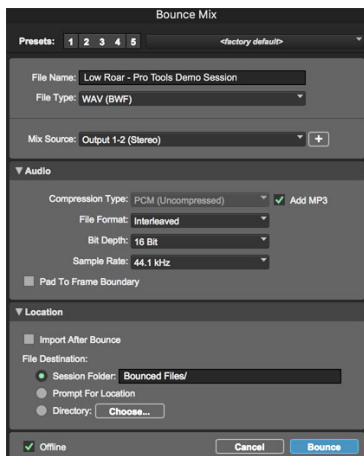 Bounce Mix
Presets: 1 2 3 4 5 <factory default>
File Name: Low Roar - Pro Tools Demo Session
File Type: WAV (BWF)
Mix Source: Output 1-2 (Stereo) +
Audio
Compression Type: PCM (Uncompressed) Add MP3
File Format: Interleaved
Bit Depth: 16 Bit
Sample Rate: 44.1 kHz
Pad To Frame Boundary
Location
Import After Bounce
File Destination:
Session Folder: Bounced Files/
Prompt For Location
Directory: Choose...
Offline Cancel Bounce